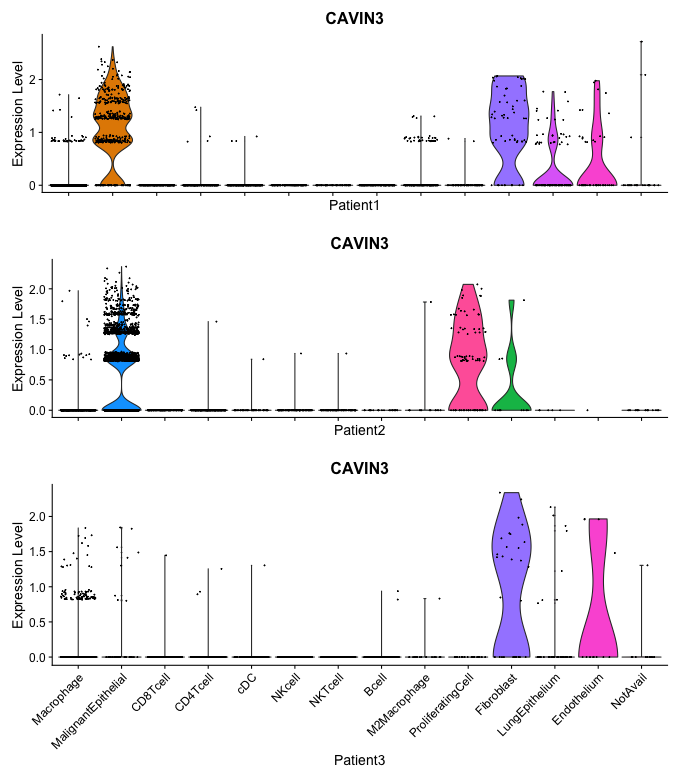 CAVIN3
Expression Level
2
1
0
Patient1
CAVIN3
Expression Level
2.0
1.5
1.0
0.5
0.0
Patient2
CAVIN3
Expression Level
2.0
1.5
1.0
0.5
0.0
Macrophage
MalignantEpithelial
CD8Tcell
CD4Tcell
cDC
NKcell
NKTcell
Bcell
M2Macrophage
ProliferatingCell
Fibroblast
LungEpithelium
Endothelium
NotAvail
Patient3